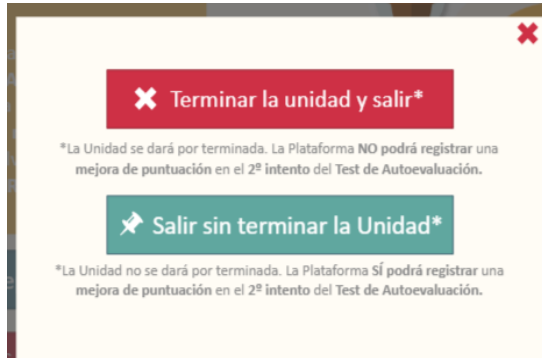 Terminar la unidad y salir*
*La Unidad se dará por terminada. La Plataforma NO podrá registrar una
mejora de puntuación en el 2º intento del Test de Autoevaluación.
Salir sin terminar la Unidad*
*La Unidad no se dará por terminada. La Plataforma SÍ podrá registrar una
mejora de puntuación en el 2º intento del Test de Autoevaluación.